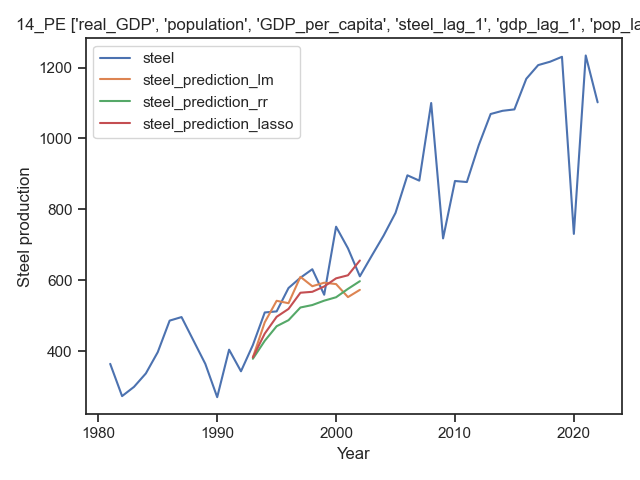 14_PE ['real_GDP', 'population', 'GDP_per_capita', 'steel_lag_1', 'gdp_lag_1', 'pop_la
steel
steel_prediction_lm
steel_prediction_rr
steel_prediction_lasso
Steel production
1200
1000
800
600
400
1980 1990 2000 2010 2020
Year